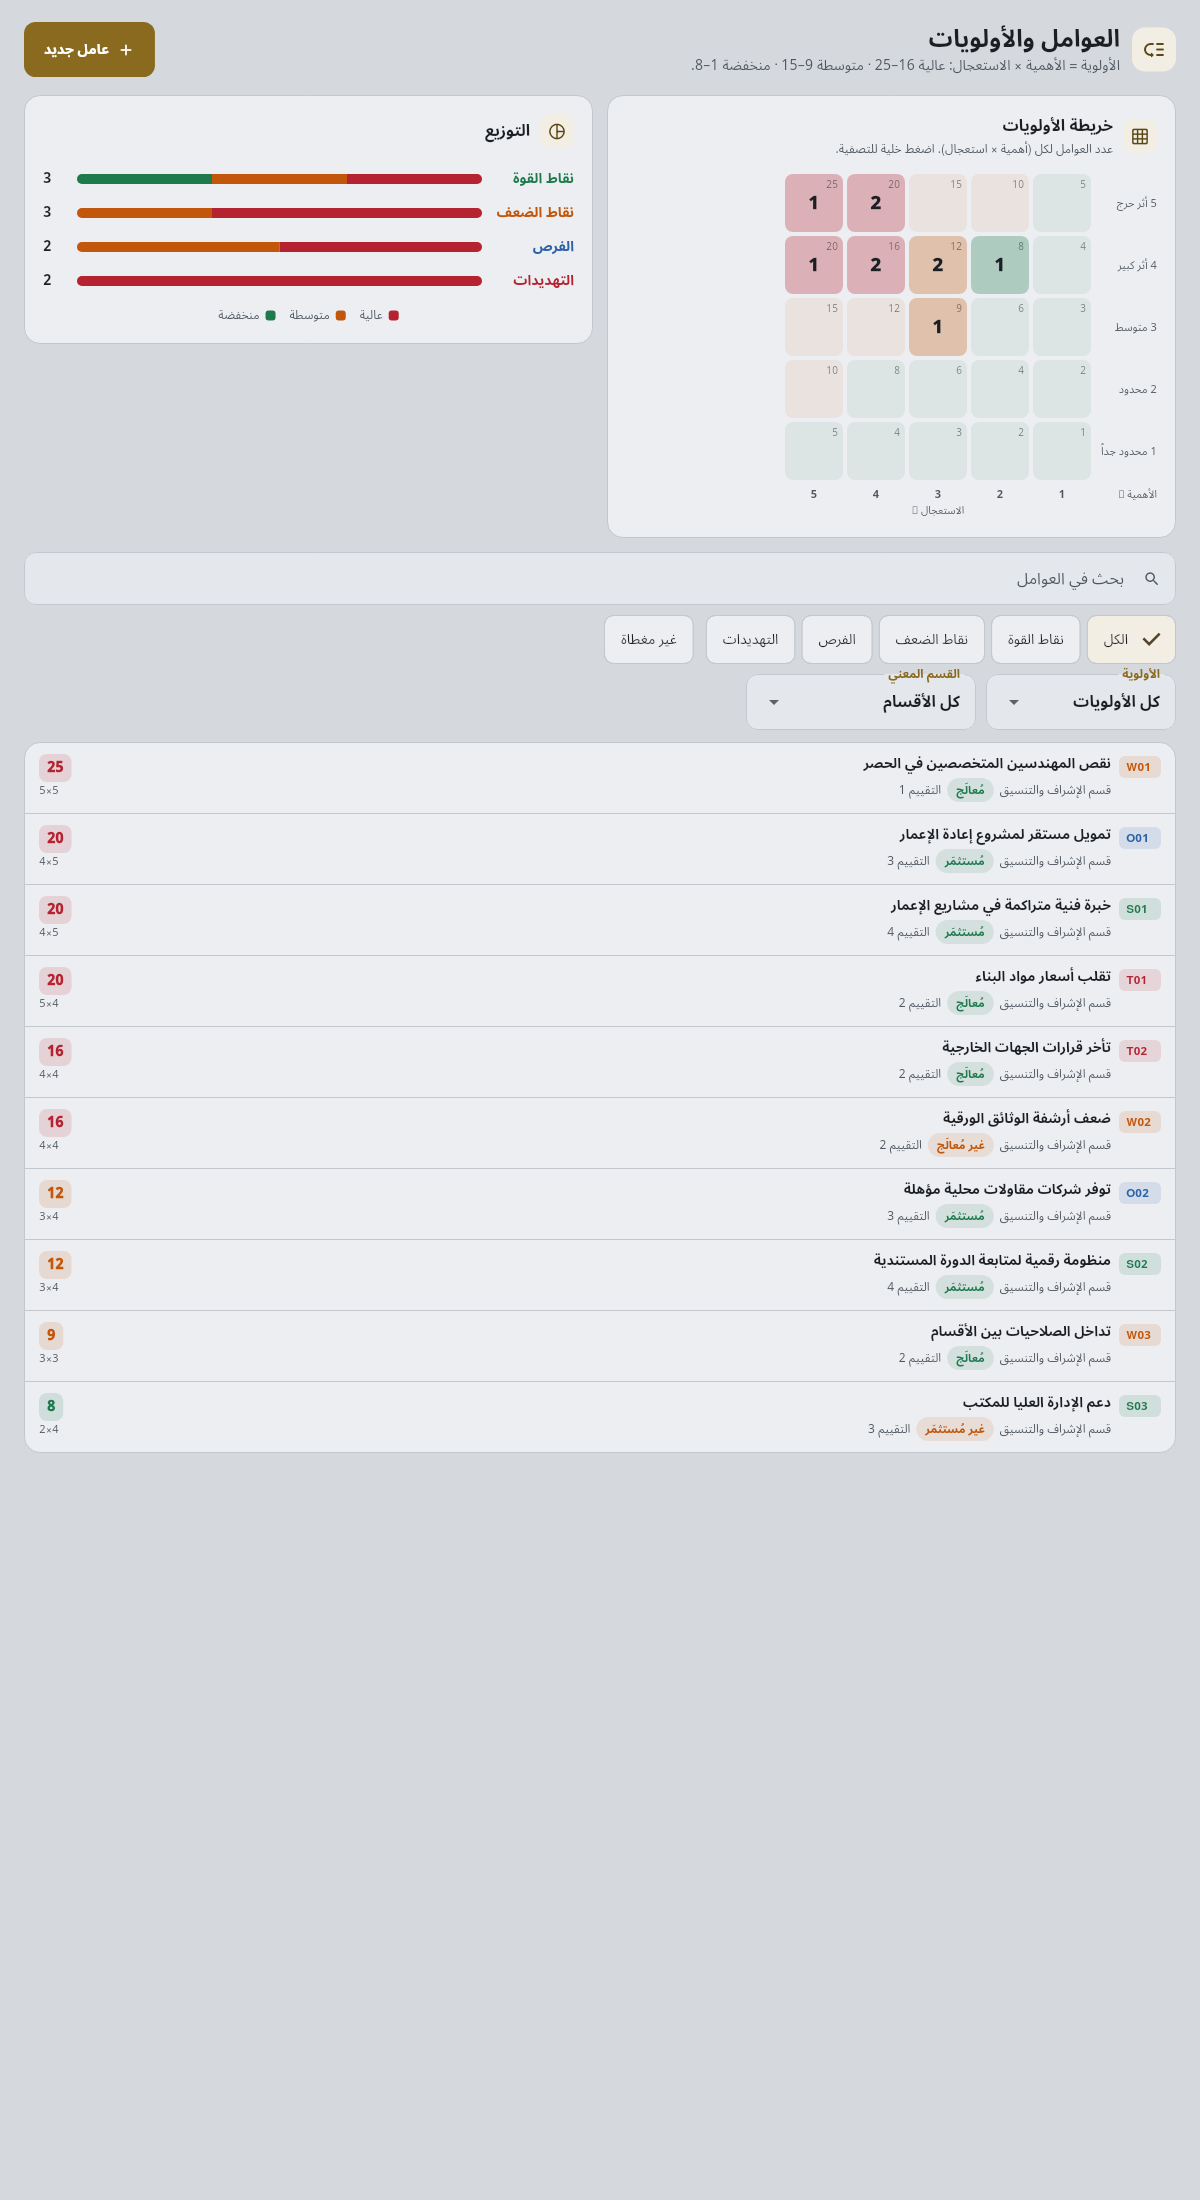 العوامل والأولويات
الأولوية = الأهمية × الاستعجال: عالية 16–25 · متوسطة 9–15 · منخفضة 1–8.
عامل جديد
خريطة الأولويات
عدد العوامل لكل (أهمية × استعجال). اضغط خلية للتصفية.
5 أثر حرج
5
10
15
20
2
25
1
4 أثر كبير
4
8
1
12
2
16
2
20
1
3 متوسط
3
6
9
1
12
15
2 محدود
2
4
6
8
10
1 محدود جداً
1
2
3
4
5
الأهمية
1
2
3
4
5
الاستعجال
التوزيع
نقاط القوة
3
نقاط الضعف
3
الفرص
2
التهديدات
2
عالية
متوسطة
منخفضة
بحث في العوامل
الكل
نقاط القوة
نقاط الضعف
الفرص
التهديدات
غير مغطاة
الأولوية
كل الأولويات
القسم المعني
كل الأقسام
W01
نقص المهندسين المتخصصين في الحصر
25
قسم الإشراف والتنسيق مُعالَج التقييم 1
5×5
O01
تمويل مستقر لمشروع إعادة الإعمار
20
قسم الإشراف والتنسيق مُستثمَر التقييم 3
4×5
S01
خبرة فنية متراكمة في مشاريع الإعمار
20
قسم الإشراف والتنسيق مُستثمَر التقييم 4
4×5
T01
تقلب أسعار مواد البناء
20
قسم الإشراف والتنسيق مُعالَج التقييم 2
5×4
T02
تأخر قرارات الجهات الخارجية
16
قسم الإشراف والتنسيق مُعالَج التقييم 2
4×4
W02
ضعف أرشفة الوثائق الورقية
16
قسم الإشراف والتنسيق غير مُعالَج التقييم 2
4×4
O02
توفر شركات مقاولات محلية مؤهلة
12
قسم الإشراف والتنسيق مُستثمَر التقييم 3
3×4
S02
منظومة رقمية لمتابعة الدورة المستندية
12
قسم الإشراف والتنسيق مُستثمَر التقييم 4
3×4
W03
تداخل الصلاحيات بين الأقسام
9
قسم الإشراف والتنسيق مُعالَج التقييم 2
3×3
S03
دعم الإدارة العليا للمكتب
8
قسم الإشراف والتنسيق غير مُستثمَر التقييم 3
2×4